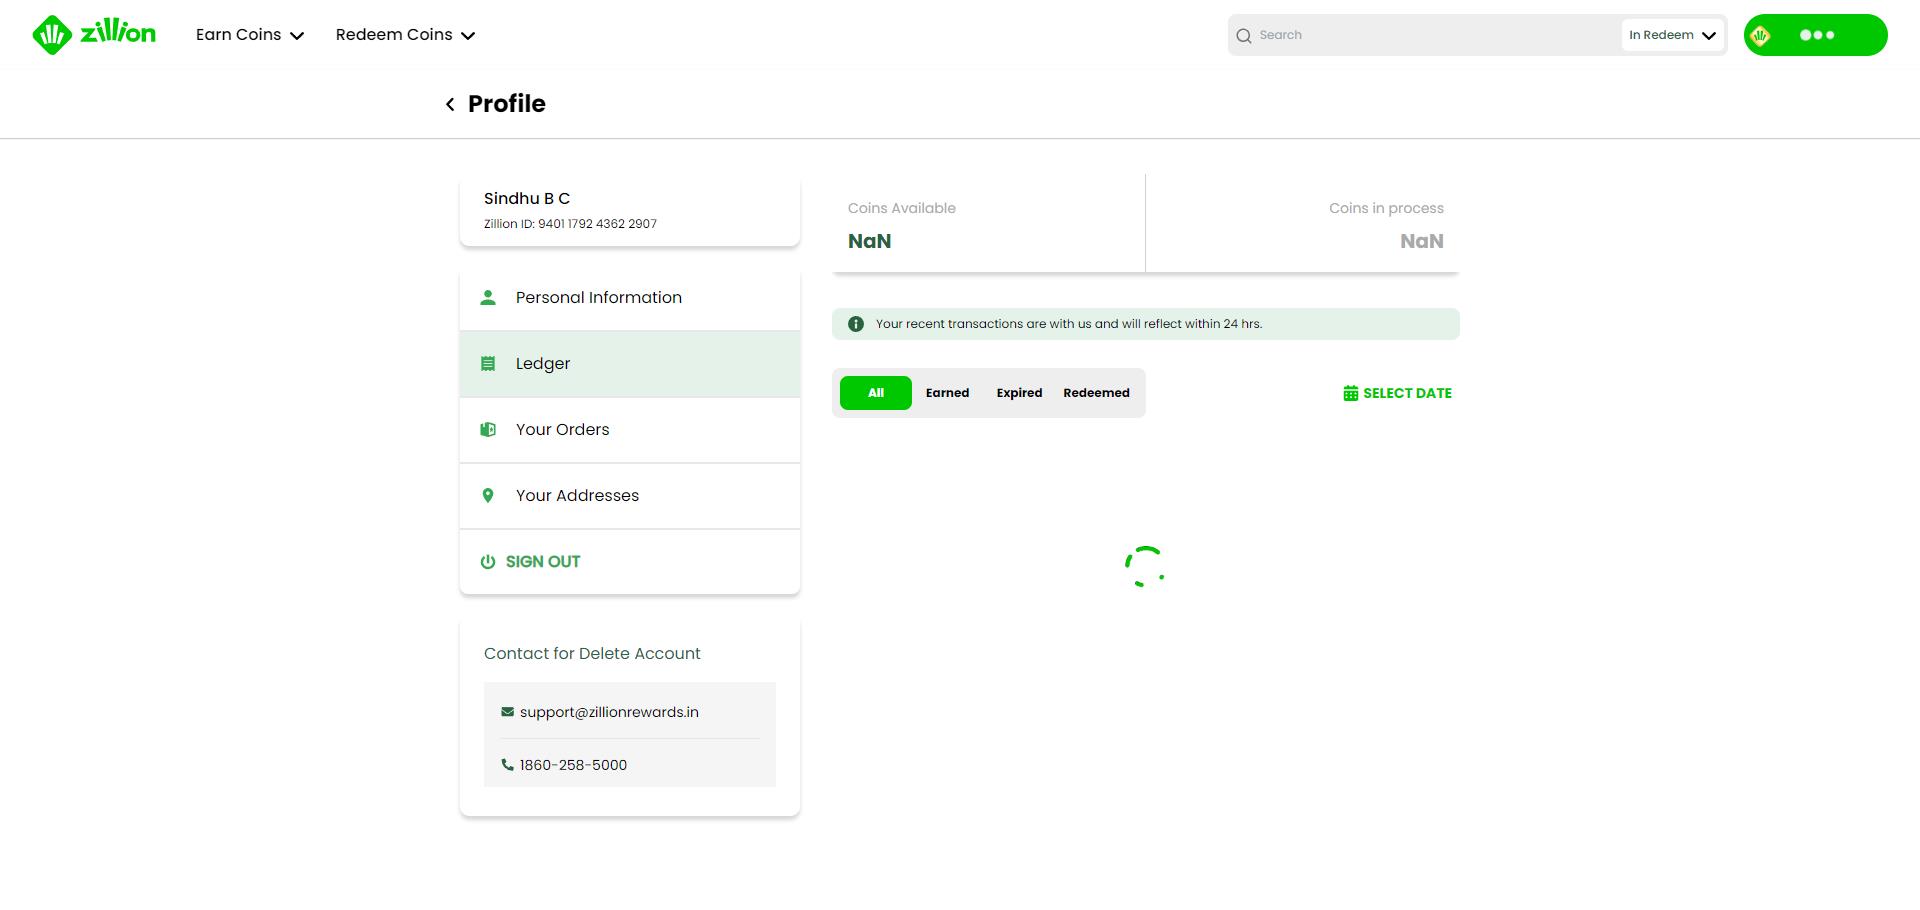 zillion
Earn Coins
Redeem Coins
Search
In Redeem
Profile
Sindhu B C
Zillion ID: 9401 1792 4362 2907
Personal Information
Ledger
Your Orders
Your Addresses
SIGN OUT
Contact for Delete Account
support@zillionrewards.in
1860-258-5000
Coins Available
NaN
Coins in process
NaN
Your recent transactions are with us and will reflect within 24 hrs.
All
Earned
Expired
Redeemed
SELECT DATE